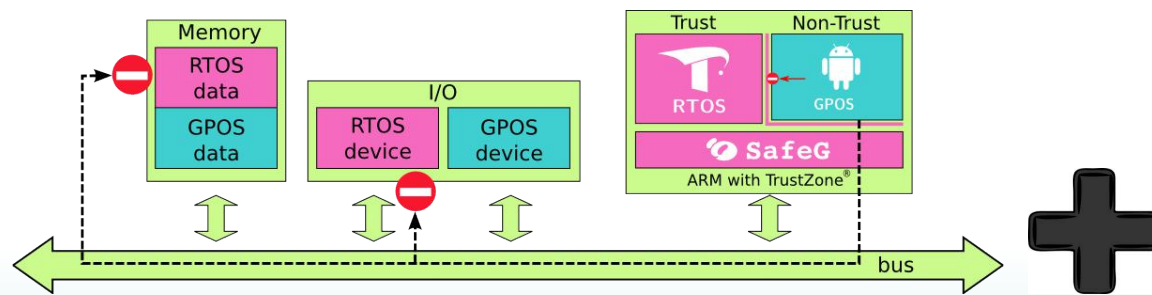 Memory
RTOS
data
GPOS
data
I/O
RTOS
device
GPOS
device
Trust
Non-Trust
RTOS
GPOS
SafeG
ARM with TrustZone®
bus